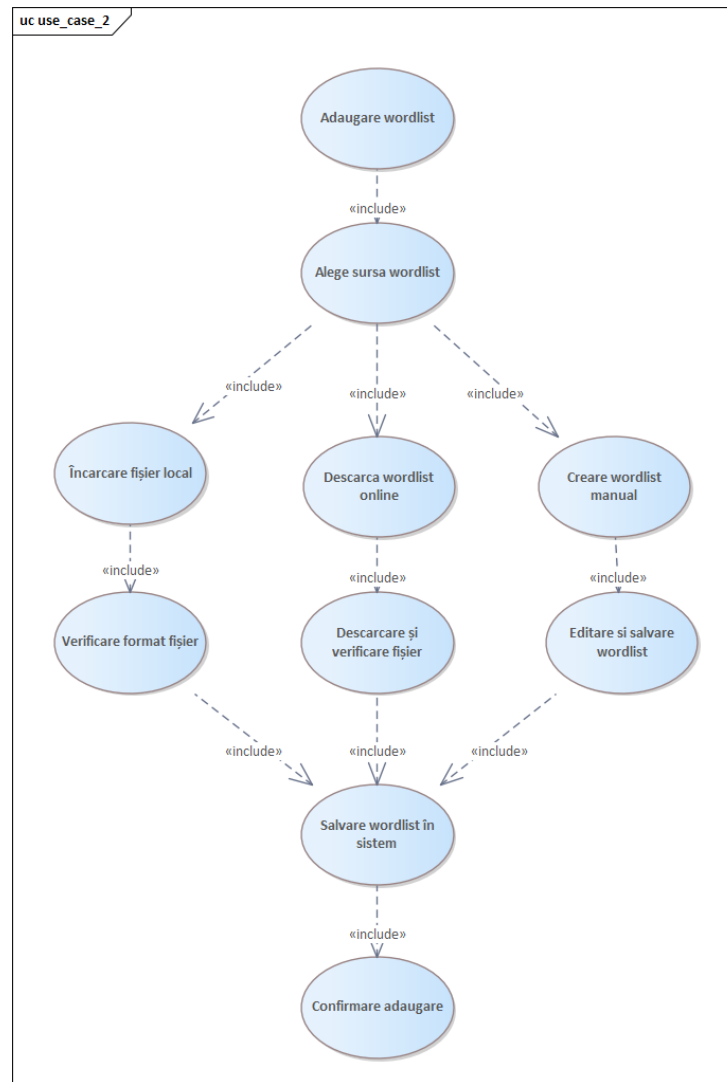 uc use_case_2
Adaugare wordlist
«include»
Alege sursa wordlist
«include»
«include»
«include»
Încarcare fișier local
Descarca wordlist
online
Creare wordlist
manual
«include»
«include»
«include»
Verificare format fișier
Descarcare și
verificare fișier
Editare si salvare
wordlist
«include»
«include»
«include»
Salvare wordlist în
sistem
«include»
Confirmare adaugare